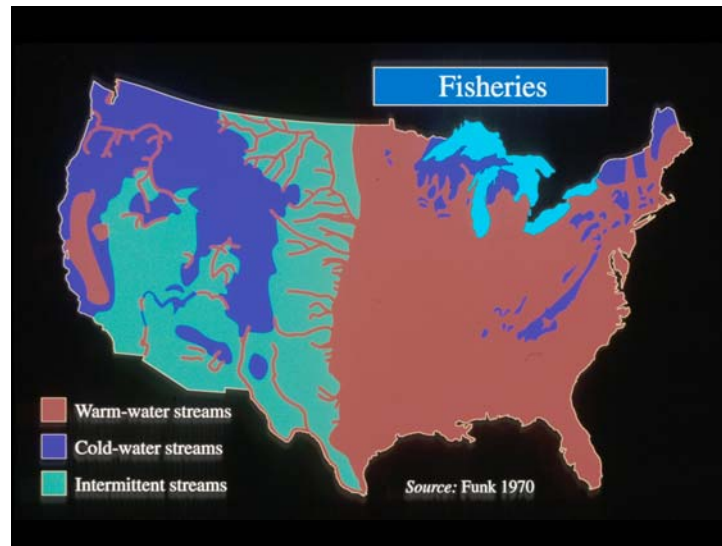 Fisheries
Warm-water streams
Cold-water streams
Intermittent streams
Source: Funk 1970